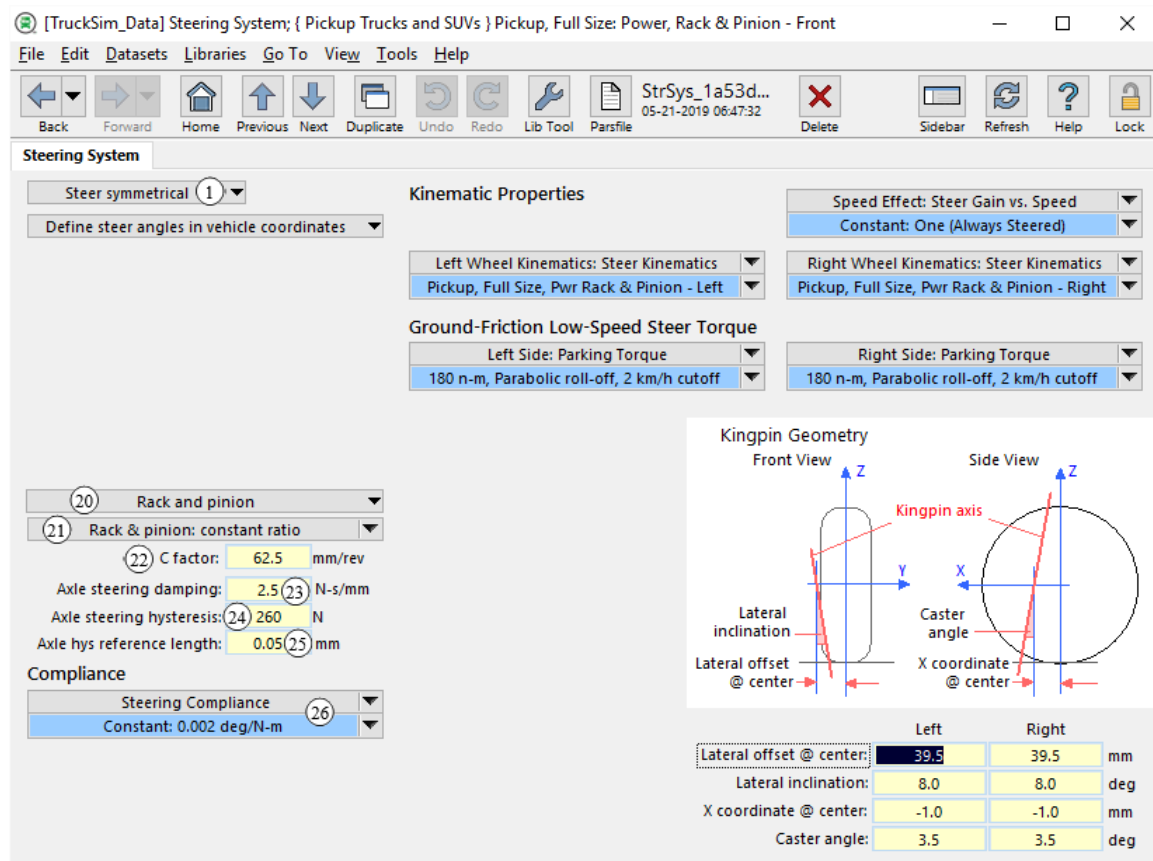 [TruckSim_Data] Steering System; { Pickup Trucks and SUVs } Pickup, Full Size: Power, Rack & Pinion - Front
File Edit Datasets Libraries Go To View Tools Help
StrSys_1a53d...
05-21-2019 06:47:32
Back Forward Home Previous Next Duplicate Undo Redo Lib Tool Parsfile Delete Sidebar Refresh Help Lock
Steering System
Steer symmetrical 1
Define steer angles in vehicle coordinates
Kinematic Properties
Speed Effect: Steer Gain vs. Speed
Constant: One (Always Steered)
Left Wheel Kinematics: Steer Kinematics
Pickup, Full Size, Pwr Rack & Pinion - Left
Right Wheel Kinematics: Steer Kinematics
Pickup, Full Size, Pwr Rack & Pinion - Right
Ground-Friction Low-Speed Steer Torque
Left Side: Parking Torque
180 n-m, Parabolic roll-off, 2 km/h cutoff
Right Side: Parking Torque
180 n-m, Parabolic roll-off, 2 km/h cutoff
20 Rack and pinion
21 Rack & pinion: constant ratio
22 C factor: 62.5 mm/rev
Axle steering damping: 2.5 23 N-s/mm
Axle steering hysteresis: 24 260 N
Axle hys reference length: 0.05 25 mm
Compliance
Steering Compliance 26
Constant: 0.002 deg/N-m
Kingpin Geometry
Front View
Side View
Z
Z
Kingpin axis
Y
X
Lateral
inclination
Caster
angle
Lateral offset
@ center
X coordinate
@ center
Left Right
Lateral offset @ center: 39.5 39.5 mm
Lateral inclination: 8.0 8.0 deg
X coordinate @ center: -1.0 -1.0 mm
Caster angle: 3.5 3.5 deg